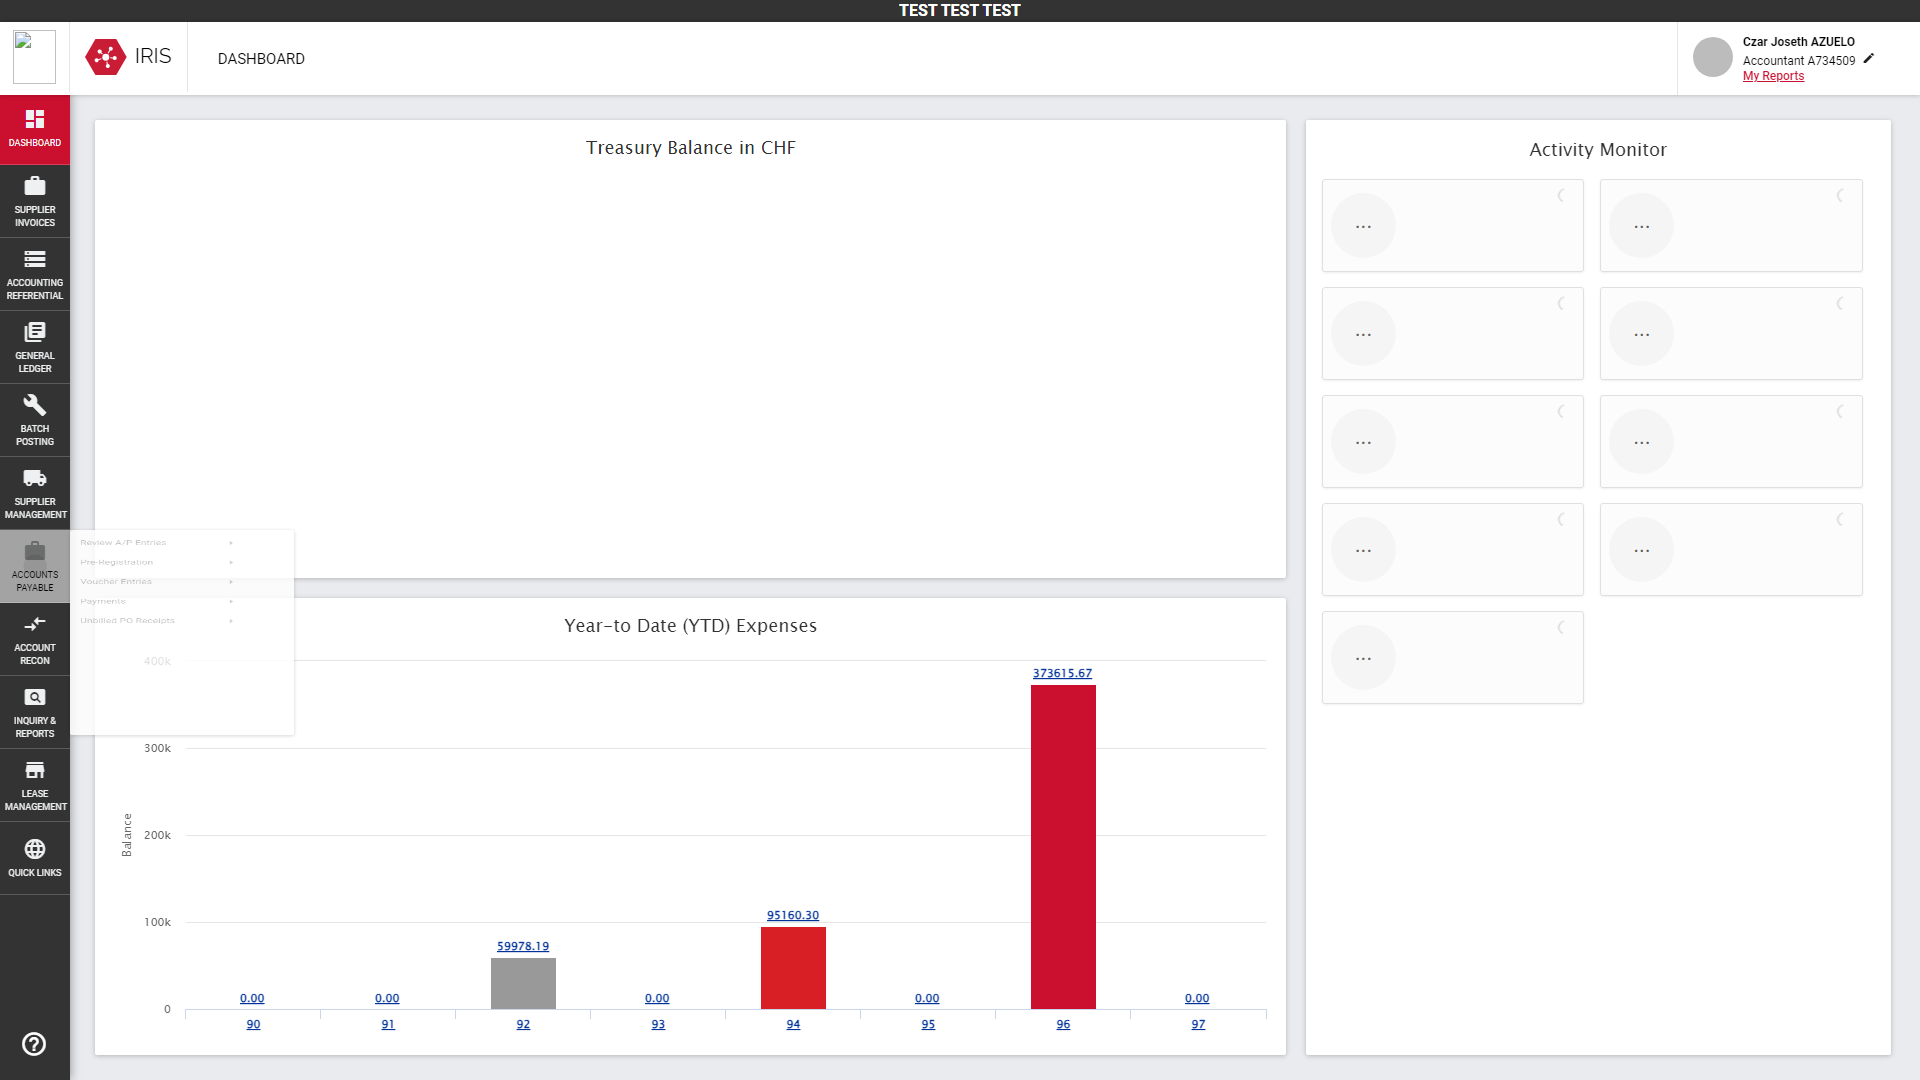 TEST TEST TEST
IRIS
DASHBOARD
Czar Joseth AZUELO
Accountant A734509
My Reports
DASHBOARD
SUPPLIER
INVOICES
ACCOUNTING
REFERENTIAL
GENERAL
LEDGER
BATCH
POSTING
SUPPLIER
MANAGEMENT
ACCOUNTS
PAYABLE
ACCOUNT
RECON
INQUIRY &
REPORTS
LEASE
MANAGEMENT
QUICK LINKS
Review A/P Entries
Pre-Registration
Voucher Entries
Payments
Unbilled PO Receipts
Treasury Balance in CHF
Year-to Date (YTD) Expenses
Balance
400k
300k
200k
100k
0
0.00
0.00
59978.19
0.00
95160.30
0.00
373615.67
0.00
90
91
92
93
94
95
96
97
Activity Monitor
...
...
...
...
...
...
...
...
...